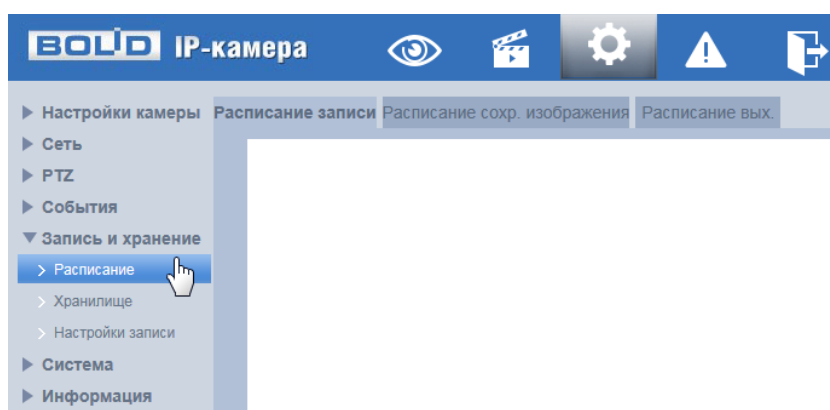 BOLID IP-камера
Настройки камеры
Сеть
PTZ
События
Запись и хранение
Расписание
Хранилище
Настройки записи
Система
Информация
Расписание записи Расписание сохр. изображения Расписание вых.